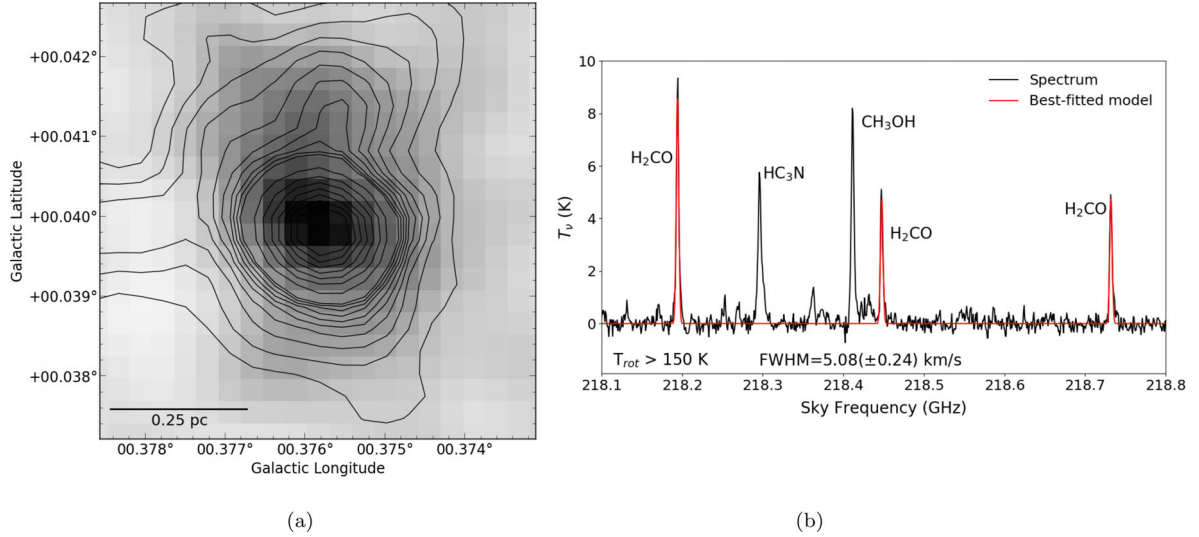 +00.042°
+00.041°
+00.040°
+00.039°
+00.038°
Galactic Latitude
0.25 pc
00.378° 00.377° 00.376° 00.375° 00.374°
Galactic Longitude
(a)
10
8
6
4
2
0
T_ν (K)
Spectrum
Best-fitted model
H₂CO
HC₃N
CH₃OH
H₂CO
H₂CO
T_rot > 150 K FWHM=5.08(±0.24) km/s
218.1 218.2 218.3 218.4 218.5 218.6 218.7 218.8
Sky Frequency (GHz)
(b)